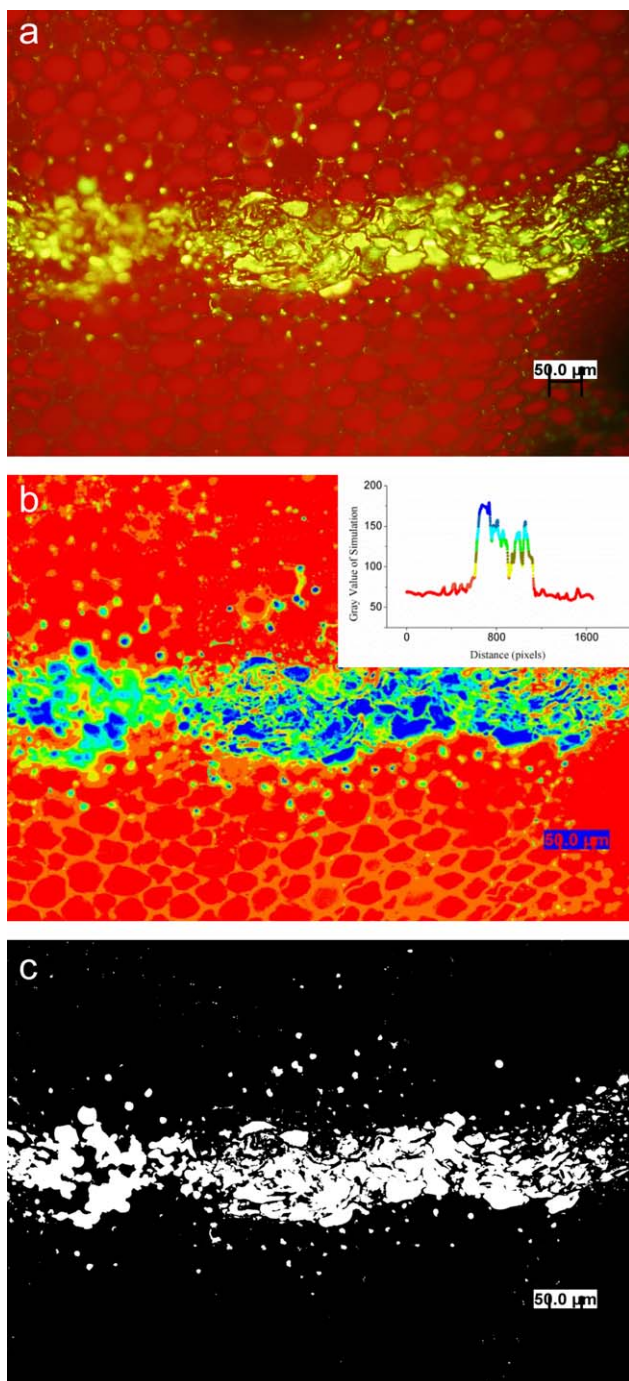 a
50.0 µm
b
200
150
100
50
Gray Value of Simulation
0
800
1600
Distance (pixels)
50.0 µm
c
50.0 µm